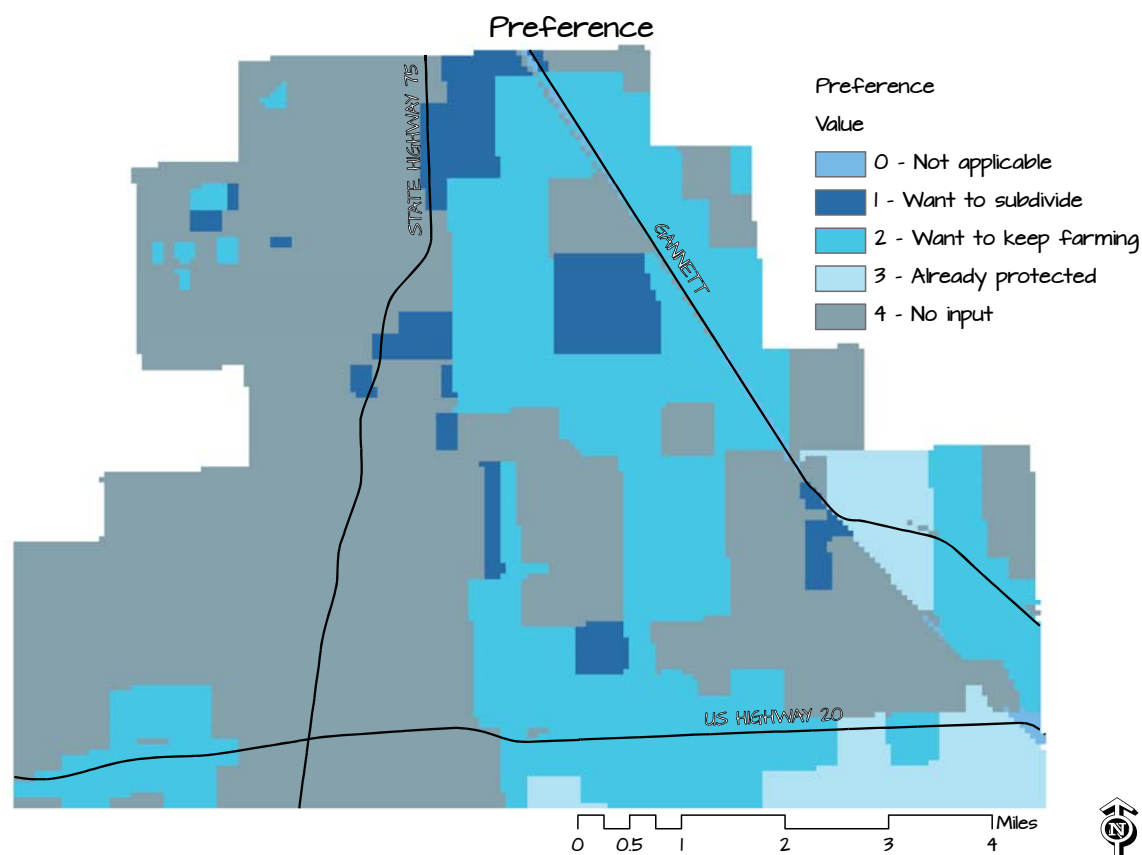 Preference
Preference
Value
0 - Not applicable
1 - Want to subdivide
2 - Want to keep farming
3 - Already protected
4 - No input
STATE HIGHWAY 75
GANNETT
US HIGHWAY 20
Miles
0 0.5 1 2 3 4
N